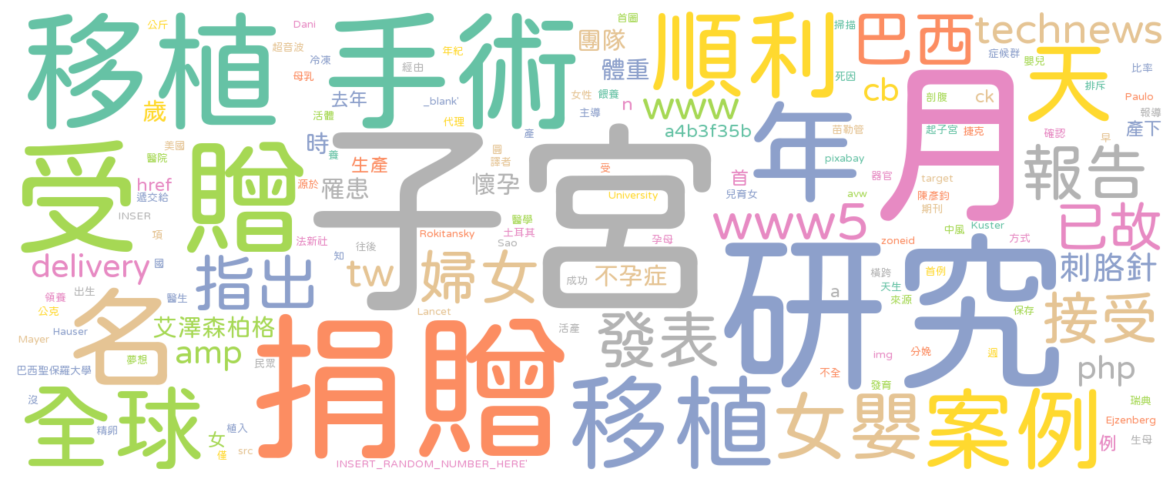 移植
手術
順利
巴西
technews
天
公斤
Dani
超音波
冷凍
母乳
年紀
經由
首圖
團隊
體重
掃描
死因
症候群
嬰兒
比率
排斥
Paulo
報導
歲
去年
活體
_blank'
代理
女性
餵養
主導
n
www
cb
a4b3f35b
年
月
剖腹
ck
起子宮
捷克
苗勒管
確認
早
產下
受贈
美國
醫院
href
遞交給
INSER
時
養
生產
源於
罹患
子宮
產
醫
譯者
懷孕
受
University
首
pixabay
兒育女
器官
target
陳彥鈞
期刊
avw
報告
已故
delivery
項
國
領養
出生
醫生
指出
法新社
知
往後
tw
Rokitansky
醫學
土耳其
Sao
婦女
成功
不孕症
孕母
www5
研究
a
zoneid
中風
Kuster
方式
橫跨
天生
來源
首例
保存
刺胳針
接受
公克
Hauser
Mayer
名
夢想
艾澤森柏格
amp
民眾
Lancet
活產
發表
img
分娩
不全
發育
php
瑞典
巴西聖保羅大學
沒
全球
精卵
女
植入
僅
src
捐贈
INSERT_RANDOM_NUMBER_HERE'
移植
女嬰
案例
Ejzenberg
例
生母